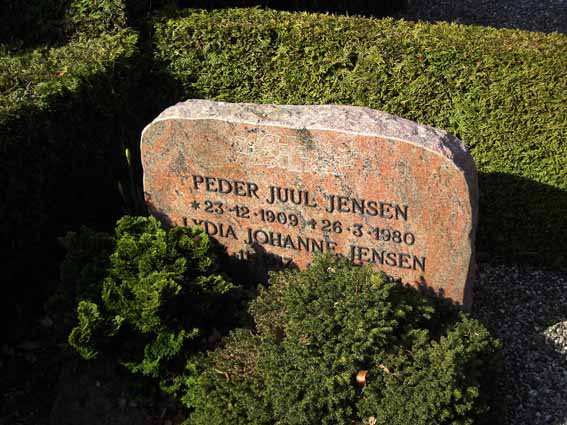 PEDER JUUL JENSEN
*23·12·1909 +26·3·1980
LYDIA JOHANNE JENSEN